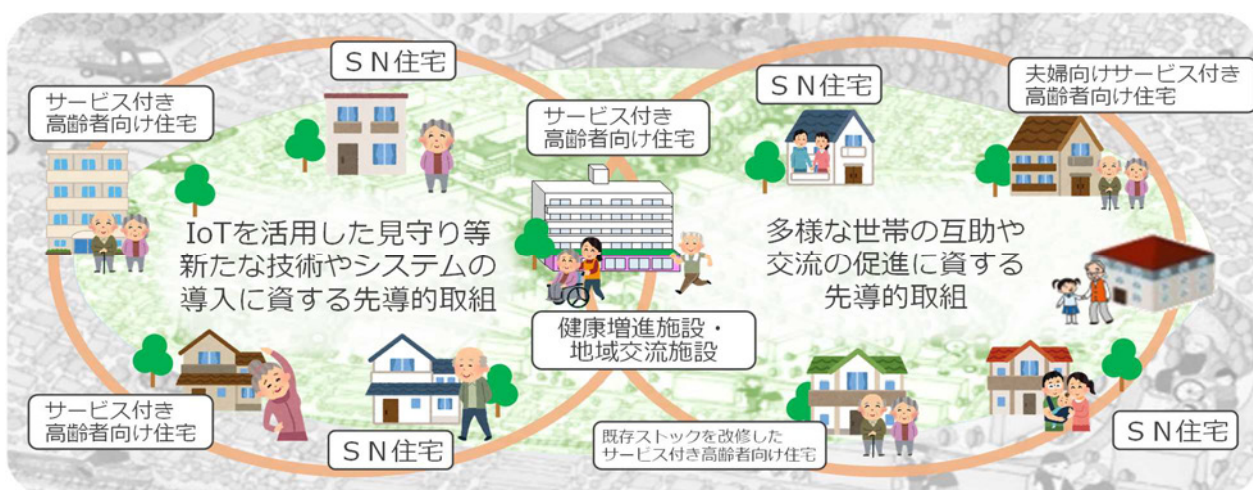 ＳＮ住宅
サービス付き
高齢者向け住宅
サービス付き
高齢者向け住宅
ＳＮ住宅
夫婦向けサービス付き
高齢者向け住宅
IoTを活用した見守り等
新たな技術やシステムの
導入に資する先導的取組
多様な世帯の互助や
交流の促進に資する
先導的取組
健康増進施設・
地域交流施設
サービス付き
高齢者向け住宅
ＳＮ住宅
既存ストックを改修した
サービス付き高齢者向け住宅
ＳＮ住宅